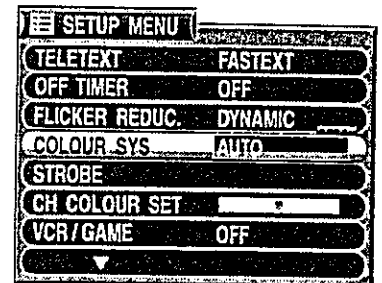 SETUP MENU
TELETEXT FASTEXT
OFF TIMER OFF
FLICKER REDUC. DYNAMIC
COLOUR SYS AUTO
STROBE
CH COLOUR SET
VCR/GAME OFF